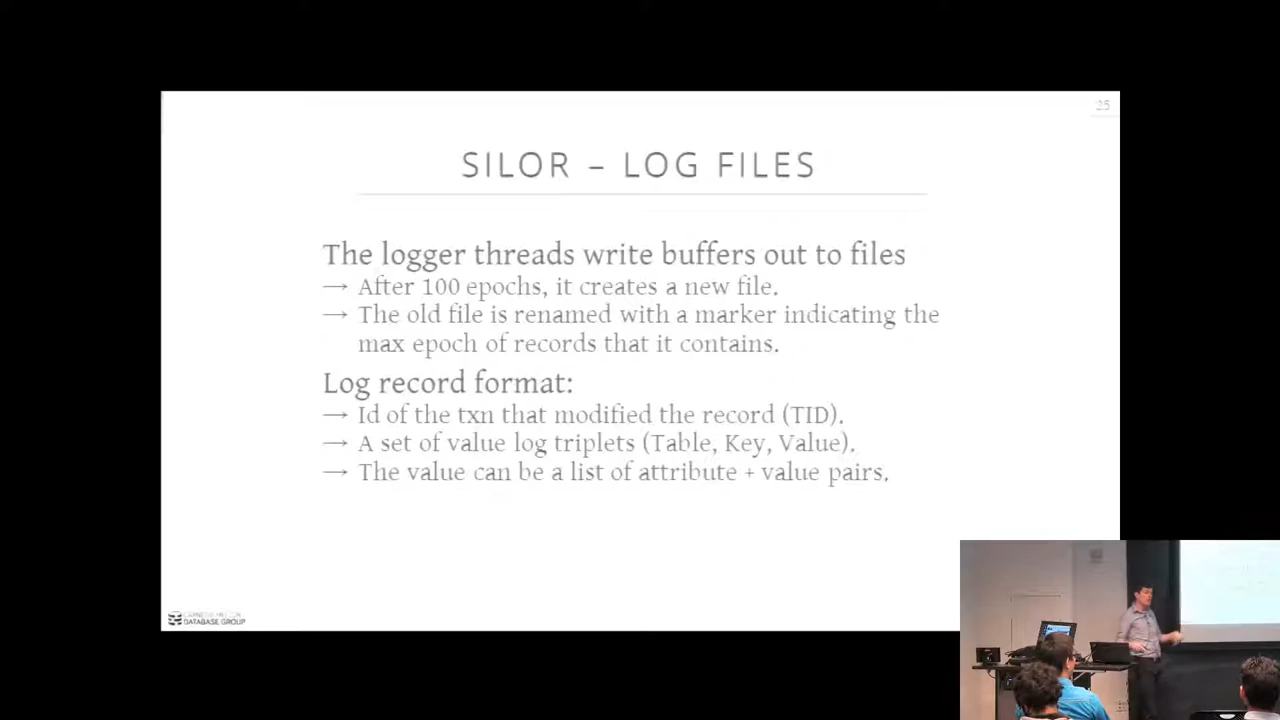 25
SILOR – LOG FILES
The logger threads write buffers out to files
→ After 100 epochs, it creates a new file.
→ The old file is renamed with a marker indicating the
max epoch of records that it contains.
Log record format:
→ Id of the txn that modified the record (TID).
→ A set of value log triplets (Table, Key, Value).
→ The value can be a list of attribute + value pairs.
CARNEGIE MELLON
DATABASE GROUP